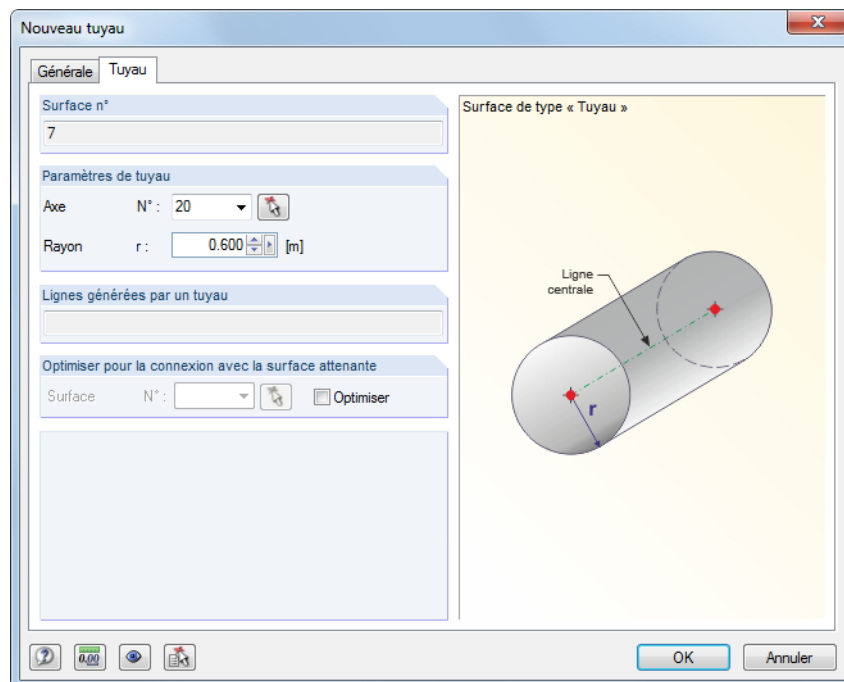 Nouveau tuyau
Générale
Tuyau
Surface n°
7
Paramètres de tuyau
Axe N° : 20
Rayon r : 0.600 [m]
Lignes générées par un tuyau
Optimiser pour la connexion avec la surface attenante
Surface N° : Optimiser
Surface de type « Tuyau »
Ligne
centrale
r
0.00
OK
Annuler